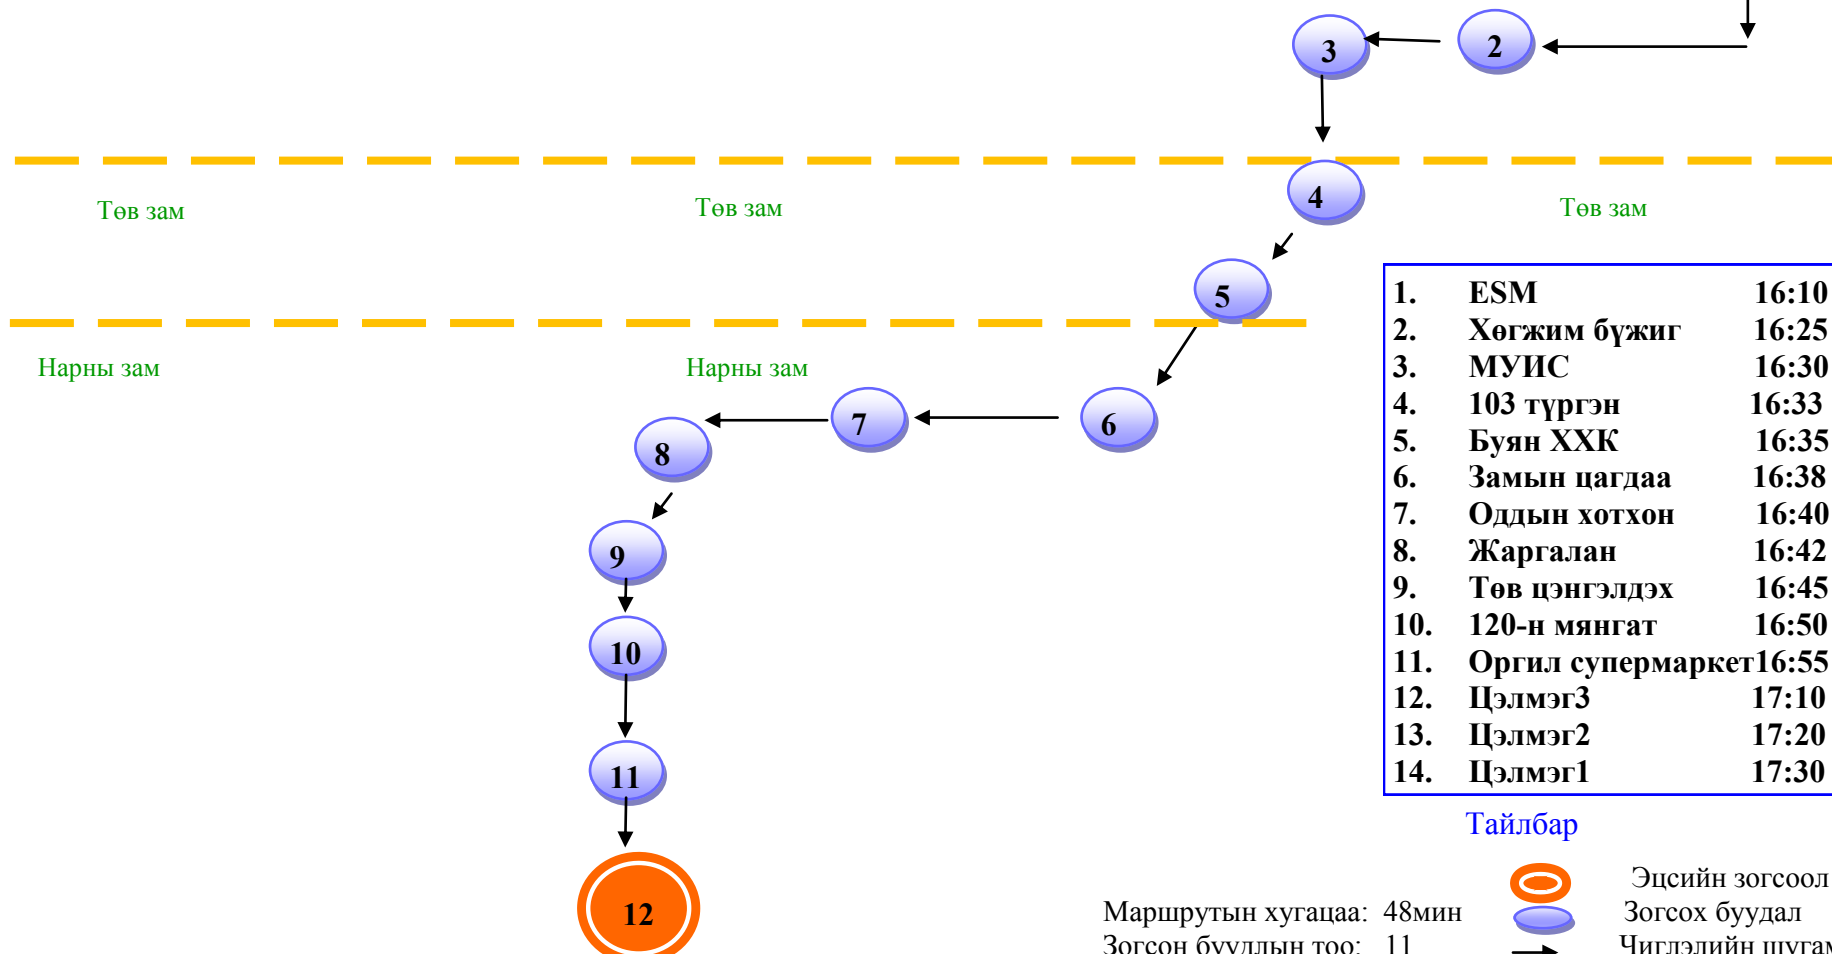 3
2
4
Төв зам
Төв зам
Төв зам
5
Нарны зам
Нарны зам
1. ESM 16:10
2. Хөгжим бүжиг 16:25
3. МУИС 16:30
4. 103 түргэн 16:33
5. Буян ХХК 16:35
6. Замын цагдаа 16:38
7. Оддын хотхон 16:40
8. Жаргалан 16:42
9. Төв цэнгэлдэх 16:45
10. 120-н мянгат 16:50
11. Оргил супермаркет16:55
12. Цэлмэг3 17:10
13. Цэлмэг2 17:20
14. Цэлмэг1 17:30
6
7
8
9
10
11
12
Тайлбар
Эцсийн зогсоол
Маршрутын хугацаа: 48мин
Зогсох буудал
Зогсон буудлын тоо: 11
Чиглэлийн шугам